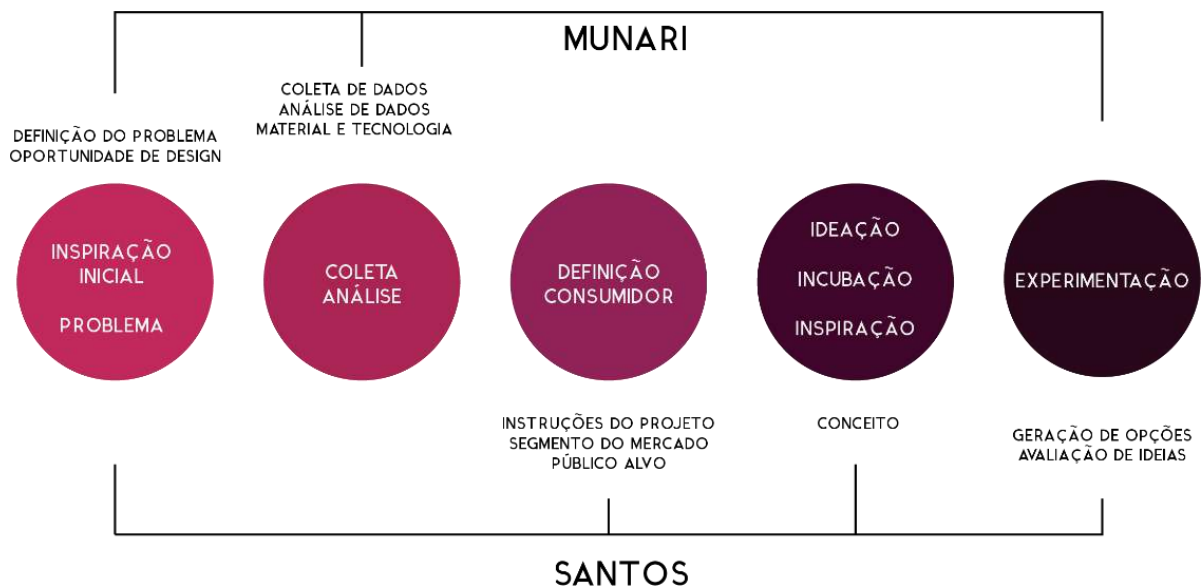 MUNARI
COLETA DE DADOS
ANÁLISE DE DADOS
MATERIAL E TECNOLOGIA
DEFINIÇÃO DO PROBLEMA
OPORTUNIDADE DE DESIGN
INSPIRAÇÃO
INICIAL
PROBLEMA
COLETA
ANÁLISE
DEFINIÇÃO
CONSUMIDOR
IDEAÇÃO
INCUBAÇÃO
INSPIRAÇÃO
EXPERIMENTAÇÃO
INSTRUÇÕES DO PROJETO
SEGMENTO DO MERCADO
PÚBLICO ALVO
CONCEITO
GERAÇÃO DE OPÇÕES
AVALIAÇÃO DE IDEIAS
SANTOS